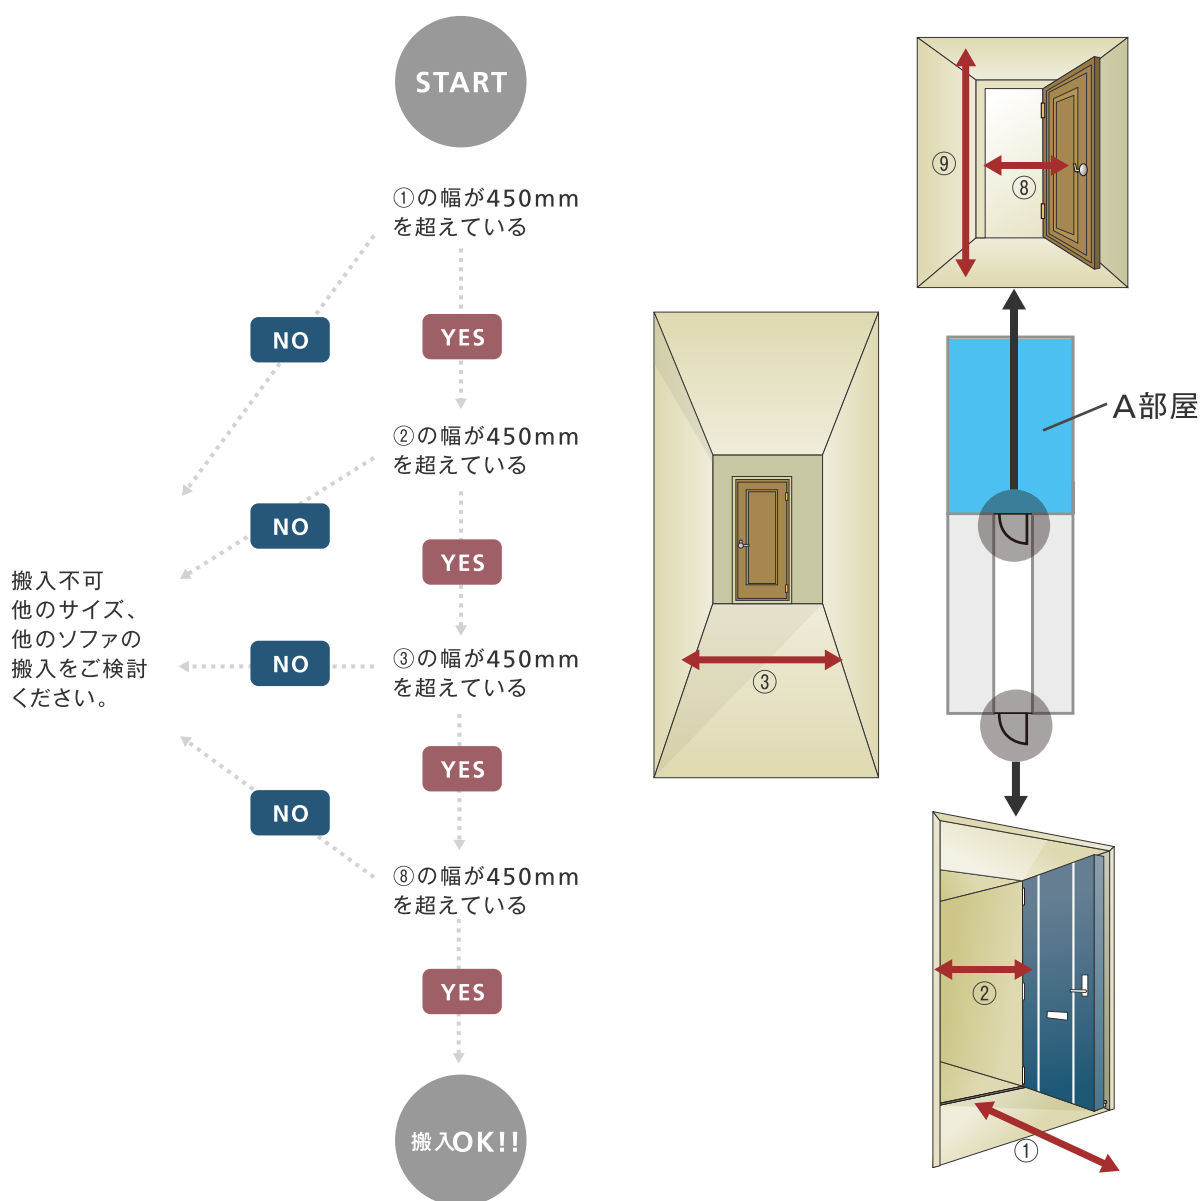 START
①の幅が450mm
を超えている
NO
YES
②の幅が450mm
を超えている
NO
YES
搬入不可
他のサイズ、
他のソファの
搬入をご検討
ください。
③の幅が450mm
を超えている
NO
YES
⑧の幅が450mm
を超えている
NO
YES
搬入OK!!
⑨
⑧
A部屋
③
②
①